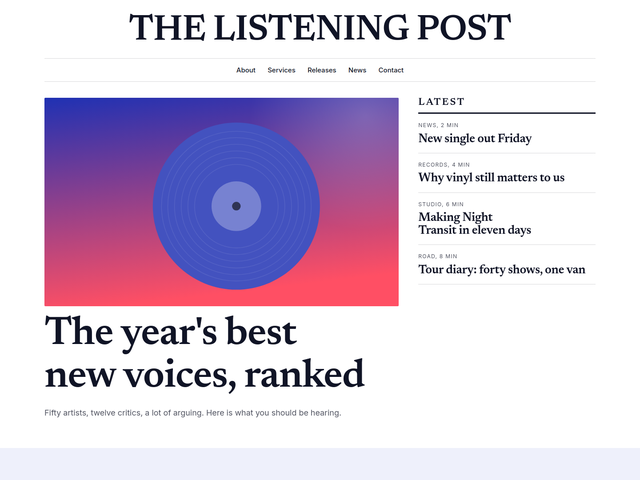 THE LISTENING POST
About Services Releases News Contact
The year's best
new voices, ranked
Fifty artists, twelve critics, a lot of arguing. Here is what you should be hearing.
LATEST
NEWS, 2 MIN
New single out Friday
RECORDS, 4 MIN
Why vinyl still matters to us
STUDIO, 6 MIN
Making Night
Transit in eleven days
ROAD, 8 MIN
Tour diary: forty shows, one van